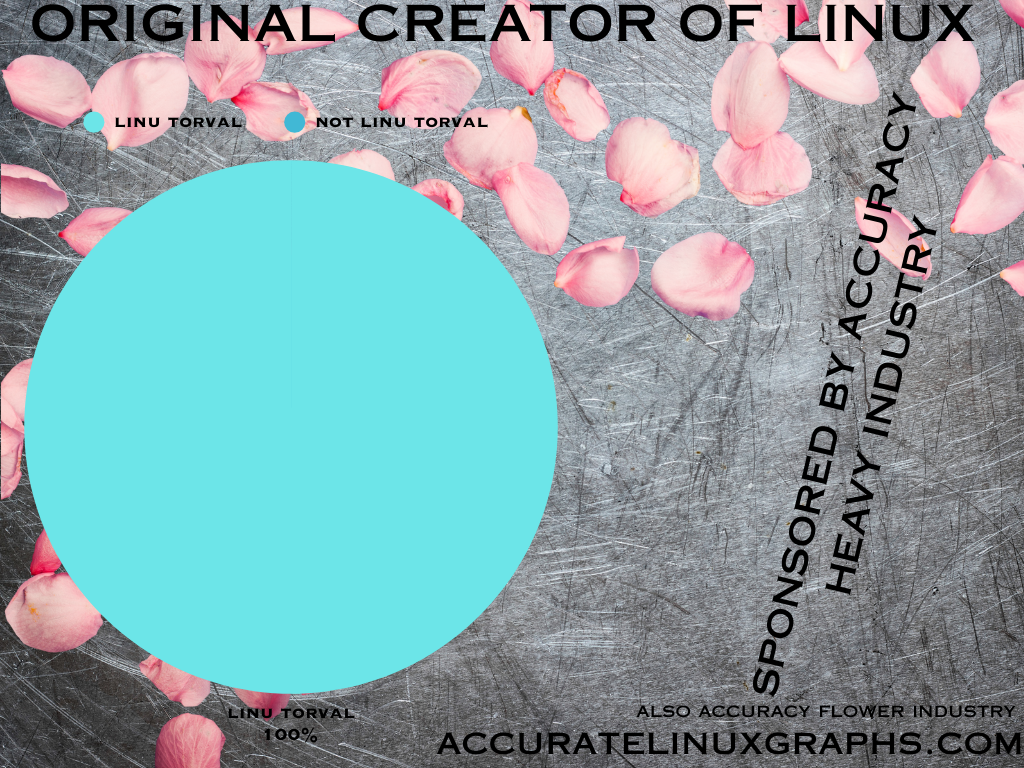 ORIGINAL CREATOR OF LINUX
LINU TORVAL
NOT LINU TORVAL
SPONSORED BY ACCURACY
HEAVY INDUSTRY
LINU TORVAL
100%
ALSO ACCURACY FLOWER INDUSTRY
ACCURATELINUXGRAPHS.COM